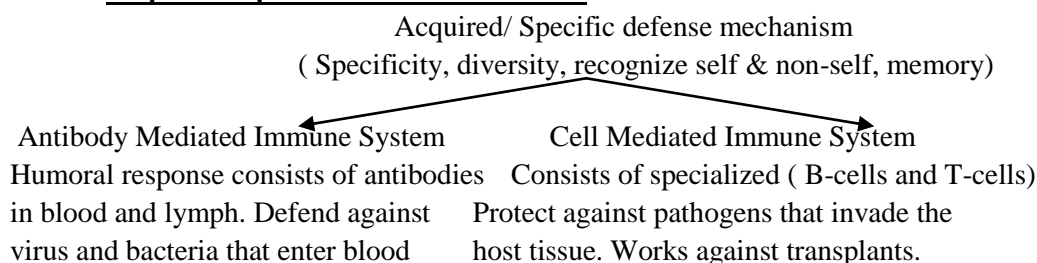 Acquired/ Specific defense mechanism
( Specificity, diversity, recognize self & non-self, memory)
Antibody Mediated Immune System Cell Mediated Immune System
Humoral response consists of antibodies Consists of specialized ( B-cells and T-cells)
in blood and lymph. Defend against Protect against pathogens that invade the
virus and bacteria that enter blood host tissue. Works against transplants.